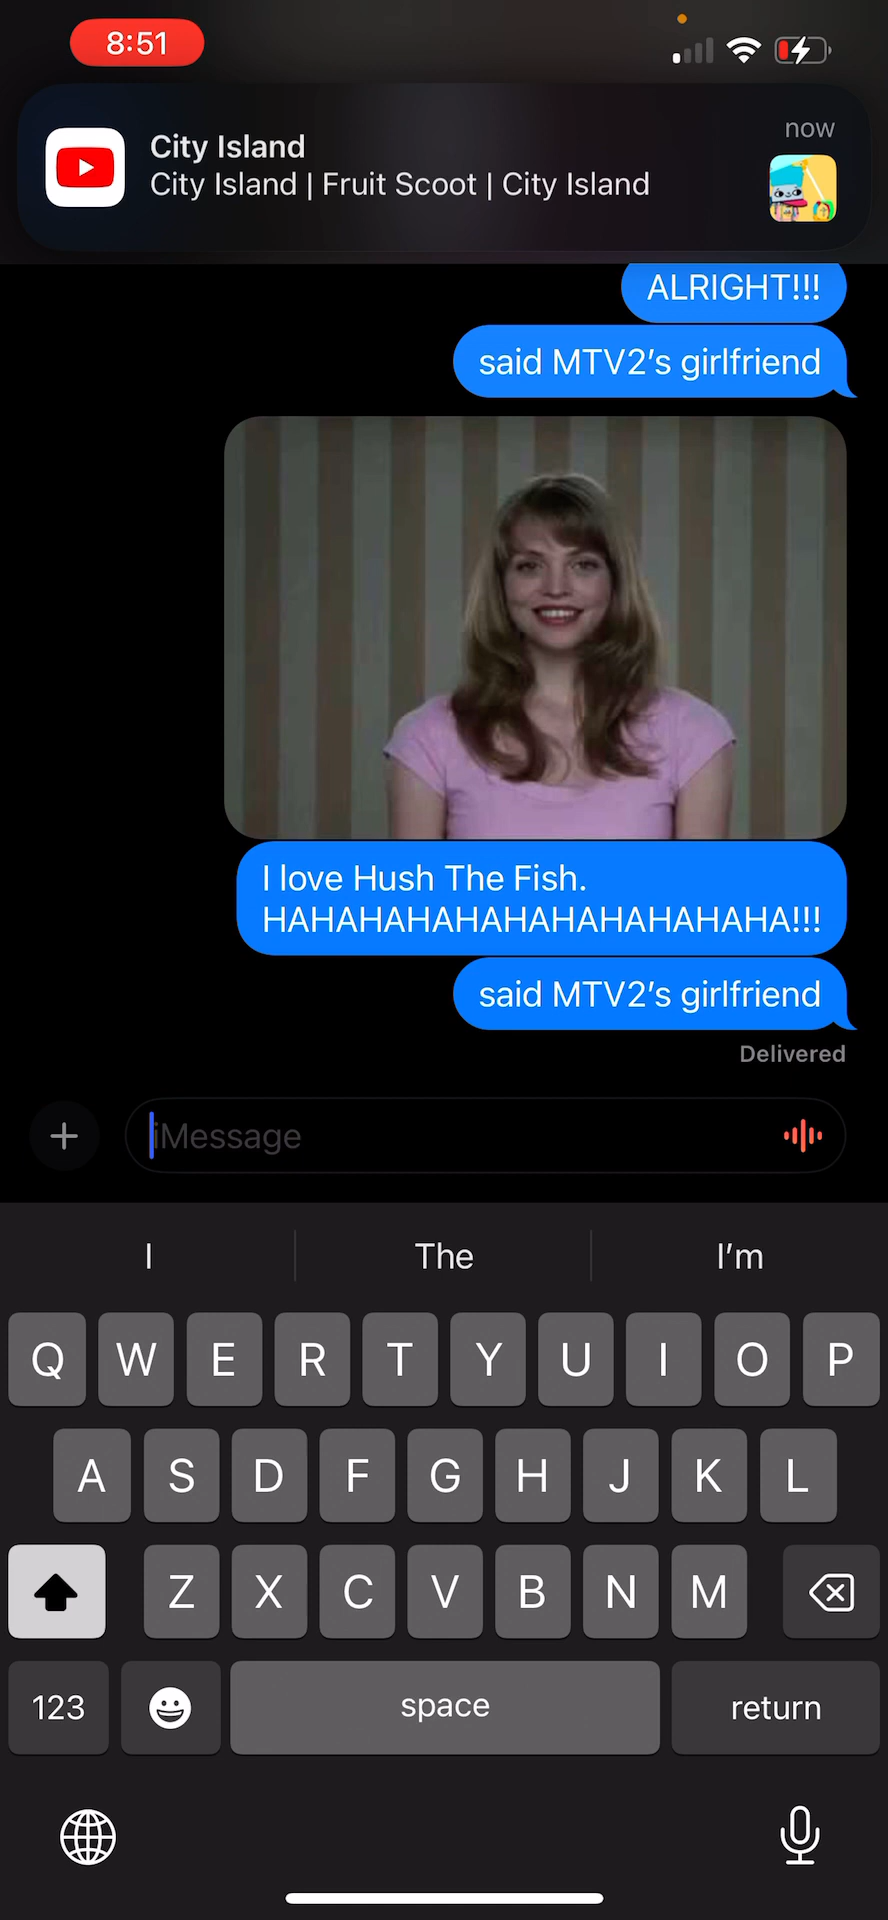 8:51
City Island
now
City Island | Fruit Scoot | City Island
ALRIGHT!!!
said MTV2’s girlfriend
I love Hush The Fish.
HAHAHAHAHAHAHAHAHAHAHA!!!
said MTV2’s girlfriend
Delivered
iMessage
I The I’m
Q W E R T Y U I O P
A S D F G H J K L
Z X C V B N M
123 space return